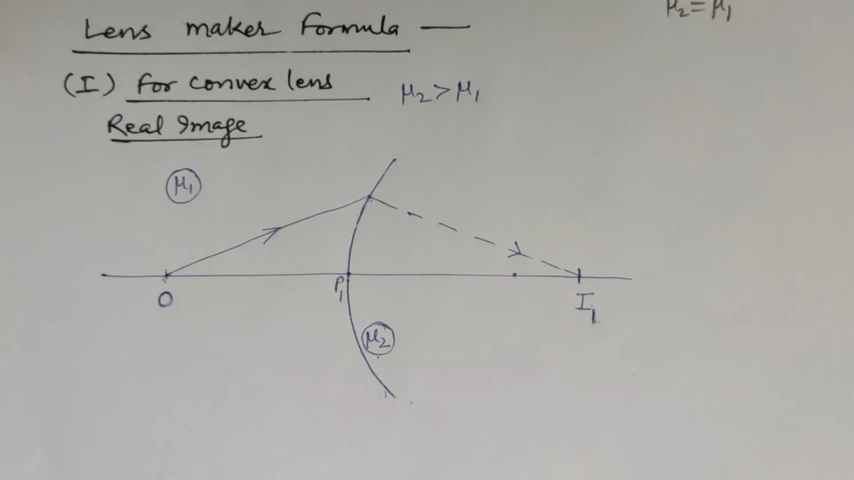 μ₂ = μ₁
Lens maker Formula —
(I) For convex lens
μ₂ > μ₁
Real Image
μ₁
O
P₁
I₁
μ₂